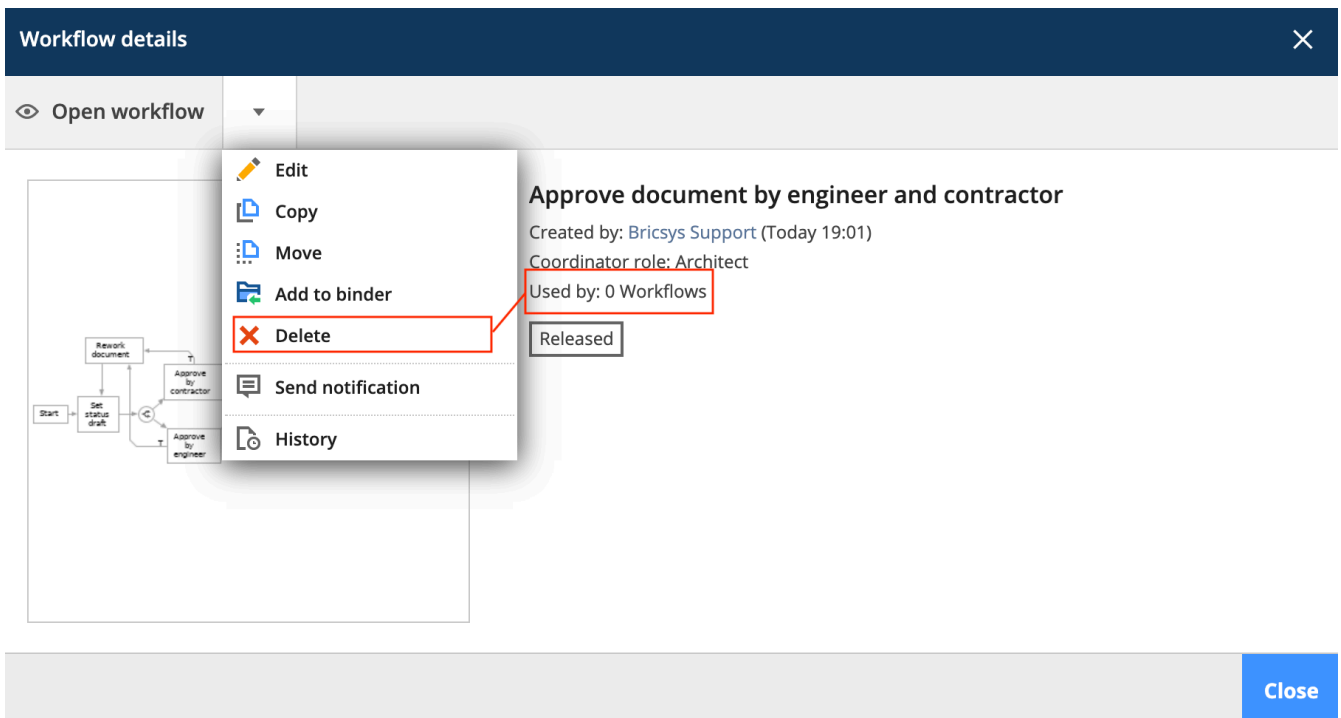 Workflow details
Open workflow
Edit
Copy
Move
Add to binder
Delete
Send notification
History
Approve document by engineer and contractor
Created by: Bricsys Support (Today 19:01)
Coordinator role: Architect
Used by: 0 Workflows
Released
Rework
document
T
Approve
by
contractor
Start
Set
status
draft
T
Approve
by
engineer
Close